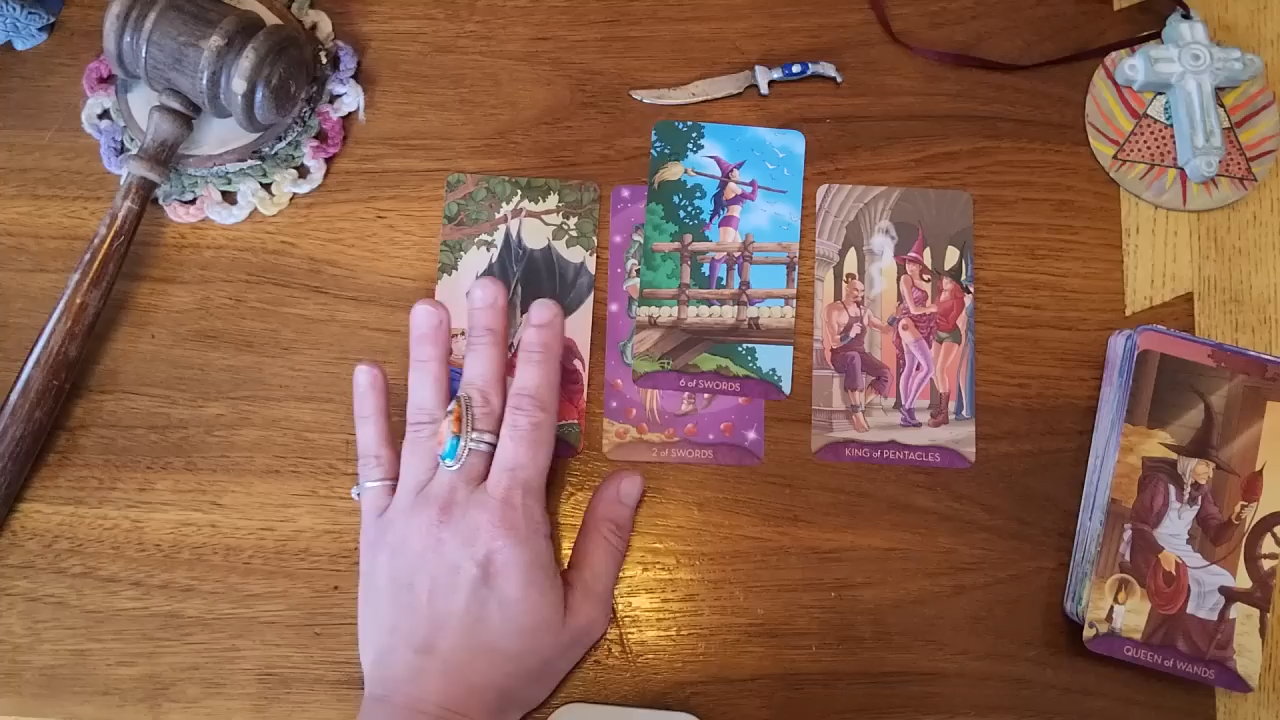 6 of SWORDS
2 of SWORDS
KING of PENTACLES
QUEEN of WANDS